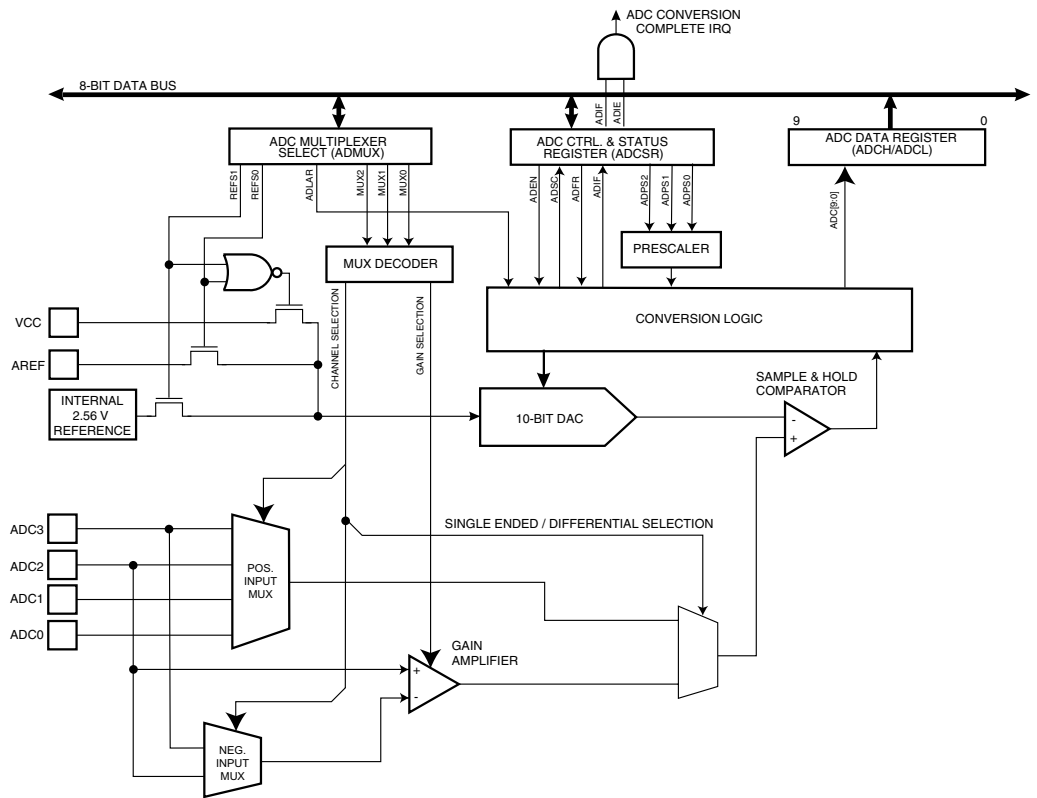 ADC CONVERSION
COMPLETE IRQ
8-BIT DATA BUS
ADIF
ADIE
9
0
ADC MULTIPLEXER
SELECT (ADMUX)
ADC CTRL. & STATUS
REGISTER (ADCSR)
ADC DATA REGISTER
(ADCH/ADCL)
REFS1
REFS0
ADLAR
MUX2
MUX1
MUX0
ADEN
ADSC
ADFR
ADIF
ADPS2
ADPS1
ADPS0
ADC[9:0]
PRESCALER
MUX DECODER
CHANNEL SELECTION
GAIN SELECTION
CONVERSION LOGIC
VCC
AREF
INTERNAL
2.56 V
REFERENCE
10-BIT DAC
SAMPLE & HOLD
COMPARATOR
-
+
ADC3
ADC2
ADC1
ADC0
POS.
INPUT
MUX
SINGLE ENDED / DIFFERENTIAL SELECTION
GAIN
AMPLIFIER
+
-
NEG.
INPUT
MUX